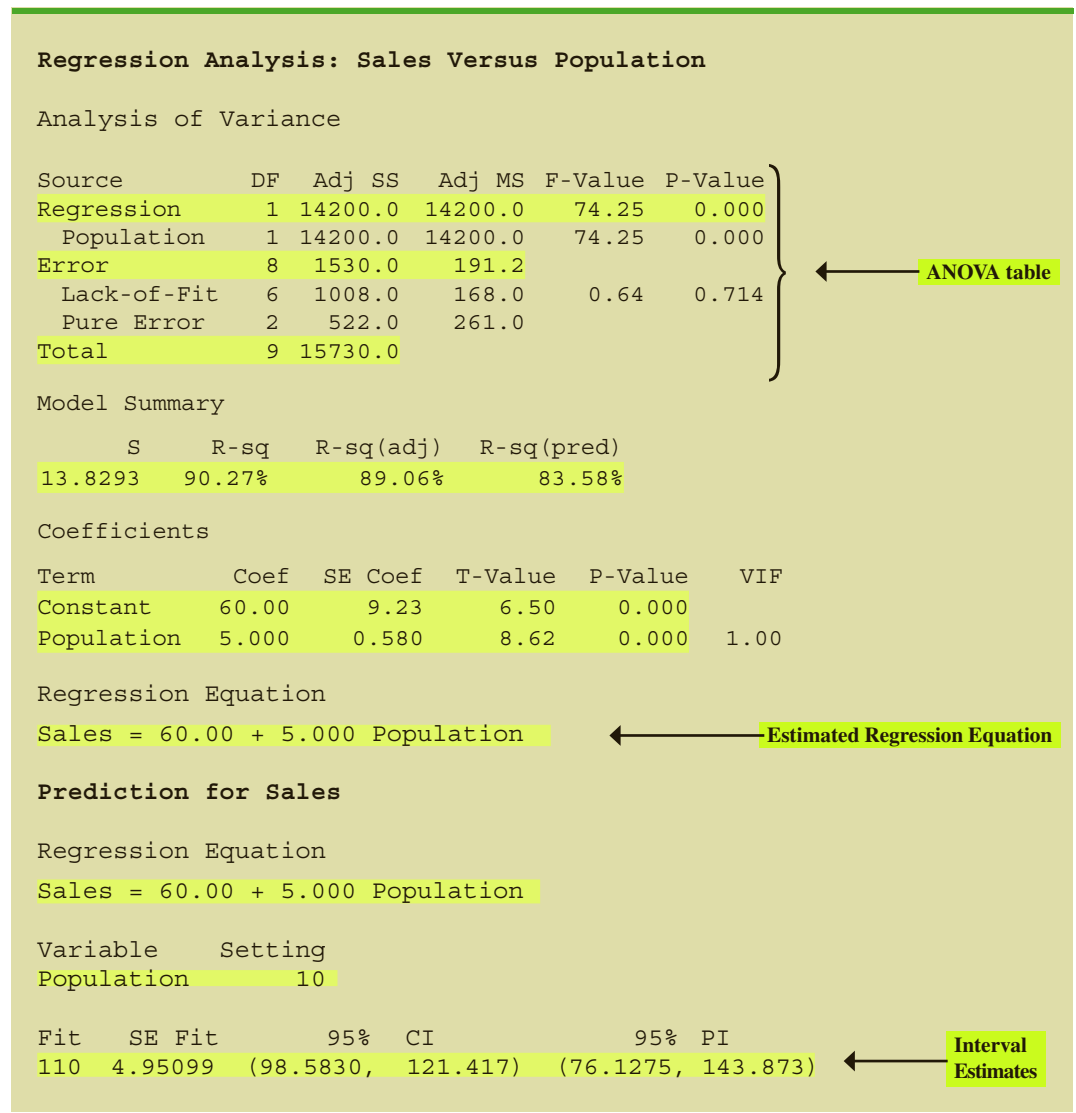 Regression Analysis: Sales Versus Population
Analysis of Variance
Source DF Adj SS Adj MS F-Value P-Value
Regression 1 14200.0 14200.0 74.25 0.000
Population 1 14200.0 14200.0 74.25 0.000
Error 8 1530.0 191.2
Lack-of-Fit 6 1008.0 168.0 0.64 0.714
Pure Error 2 522.0 261.0
Total 9 15730.0
ANOVA table
Model Summary
S R-sq R-sq(adj) R-sq(pred)
13.8293 90.27% 89.06% 83.58%
Coefficients
Term Coef SE Coef T-Value P-Value VIF
Constant 60.00 9.23 6.50 0.000
Population 5.000 0.580 8.62 0.000 1.00
Regression Equation
Sales = 60.00 + 5.000 Population
Estimated Regression Equation
Prediction for Sales
Regression Equation
Sales = 60.00 + 5.000 Population
Variable Setting
Population 10
Fit SE Fit 95% CI 95% PI
110 4.95099 (98.5830, 121.417) (76.1275, 143.873)
Interval
Estimates